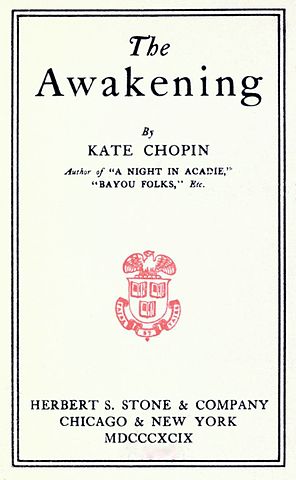 The
Awakening
By
KATE CHOPIN
Author of "A NIGHT IN ACADIE,"
"BAYOU FOLKS," Etc.
HERBERT S. STONE & COMPANY
CHICAGO & NEW YORK
MDCCCXCIX